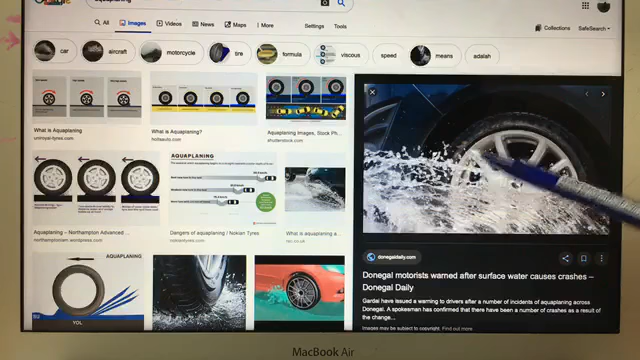 All
Images
Videos
News
Maps
More
Settings
Tools
Collections
SafeSearch
car
aircraft
motorcycle
tire
formula
viscous
speed
means
adalah
What is Aquaplaning
uniroyal-tyres.com
What is Aquaplaning?
Aquaplaning Images, Stock Ph...
shutterstock.com
AQUAPLANING
Aquaplaning – Northampton Advanced ...
northamptoniam.wordpress.com
Dangers of aquaplaning / Nokian Tyres
nokiantyres.com
What is aquaplaning a...
rac.co.uk
AQUAPLANING
YOL
donegaldaily.com
Donegal motorists warned after surface water causes crashes –
Donegal Daily
Gardaí have issued a warning to drivers after a number of incidents of aquaplaning across
Donegal. A spokesman has confirmed that there have been a number of crashes as a result of
the change...
Images may be subject to copyright. Find out more
MacBook Air